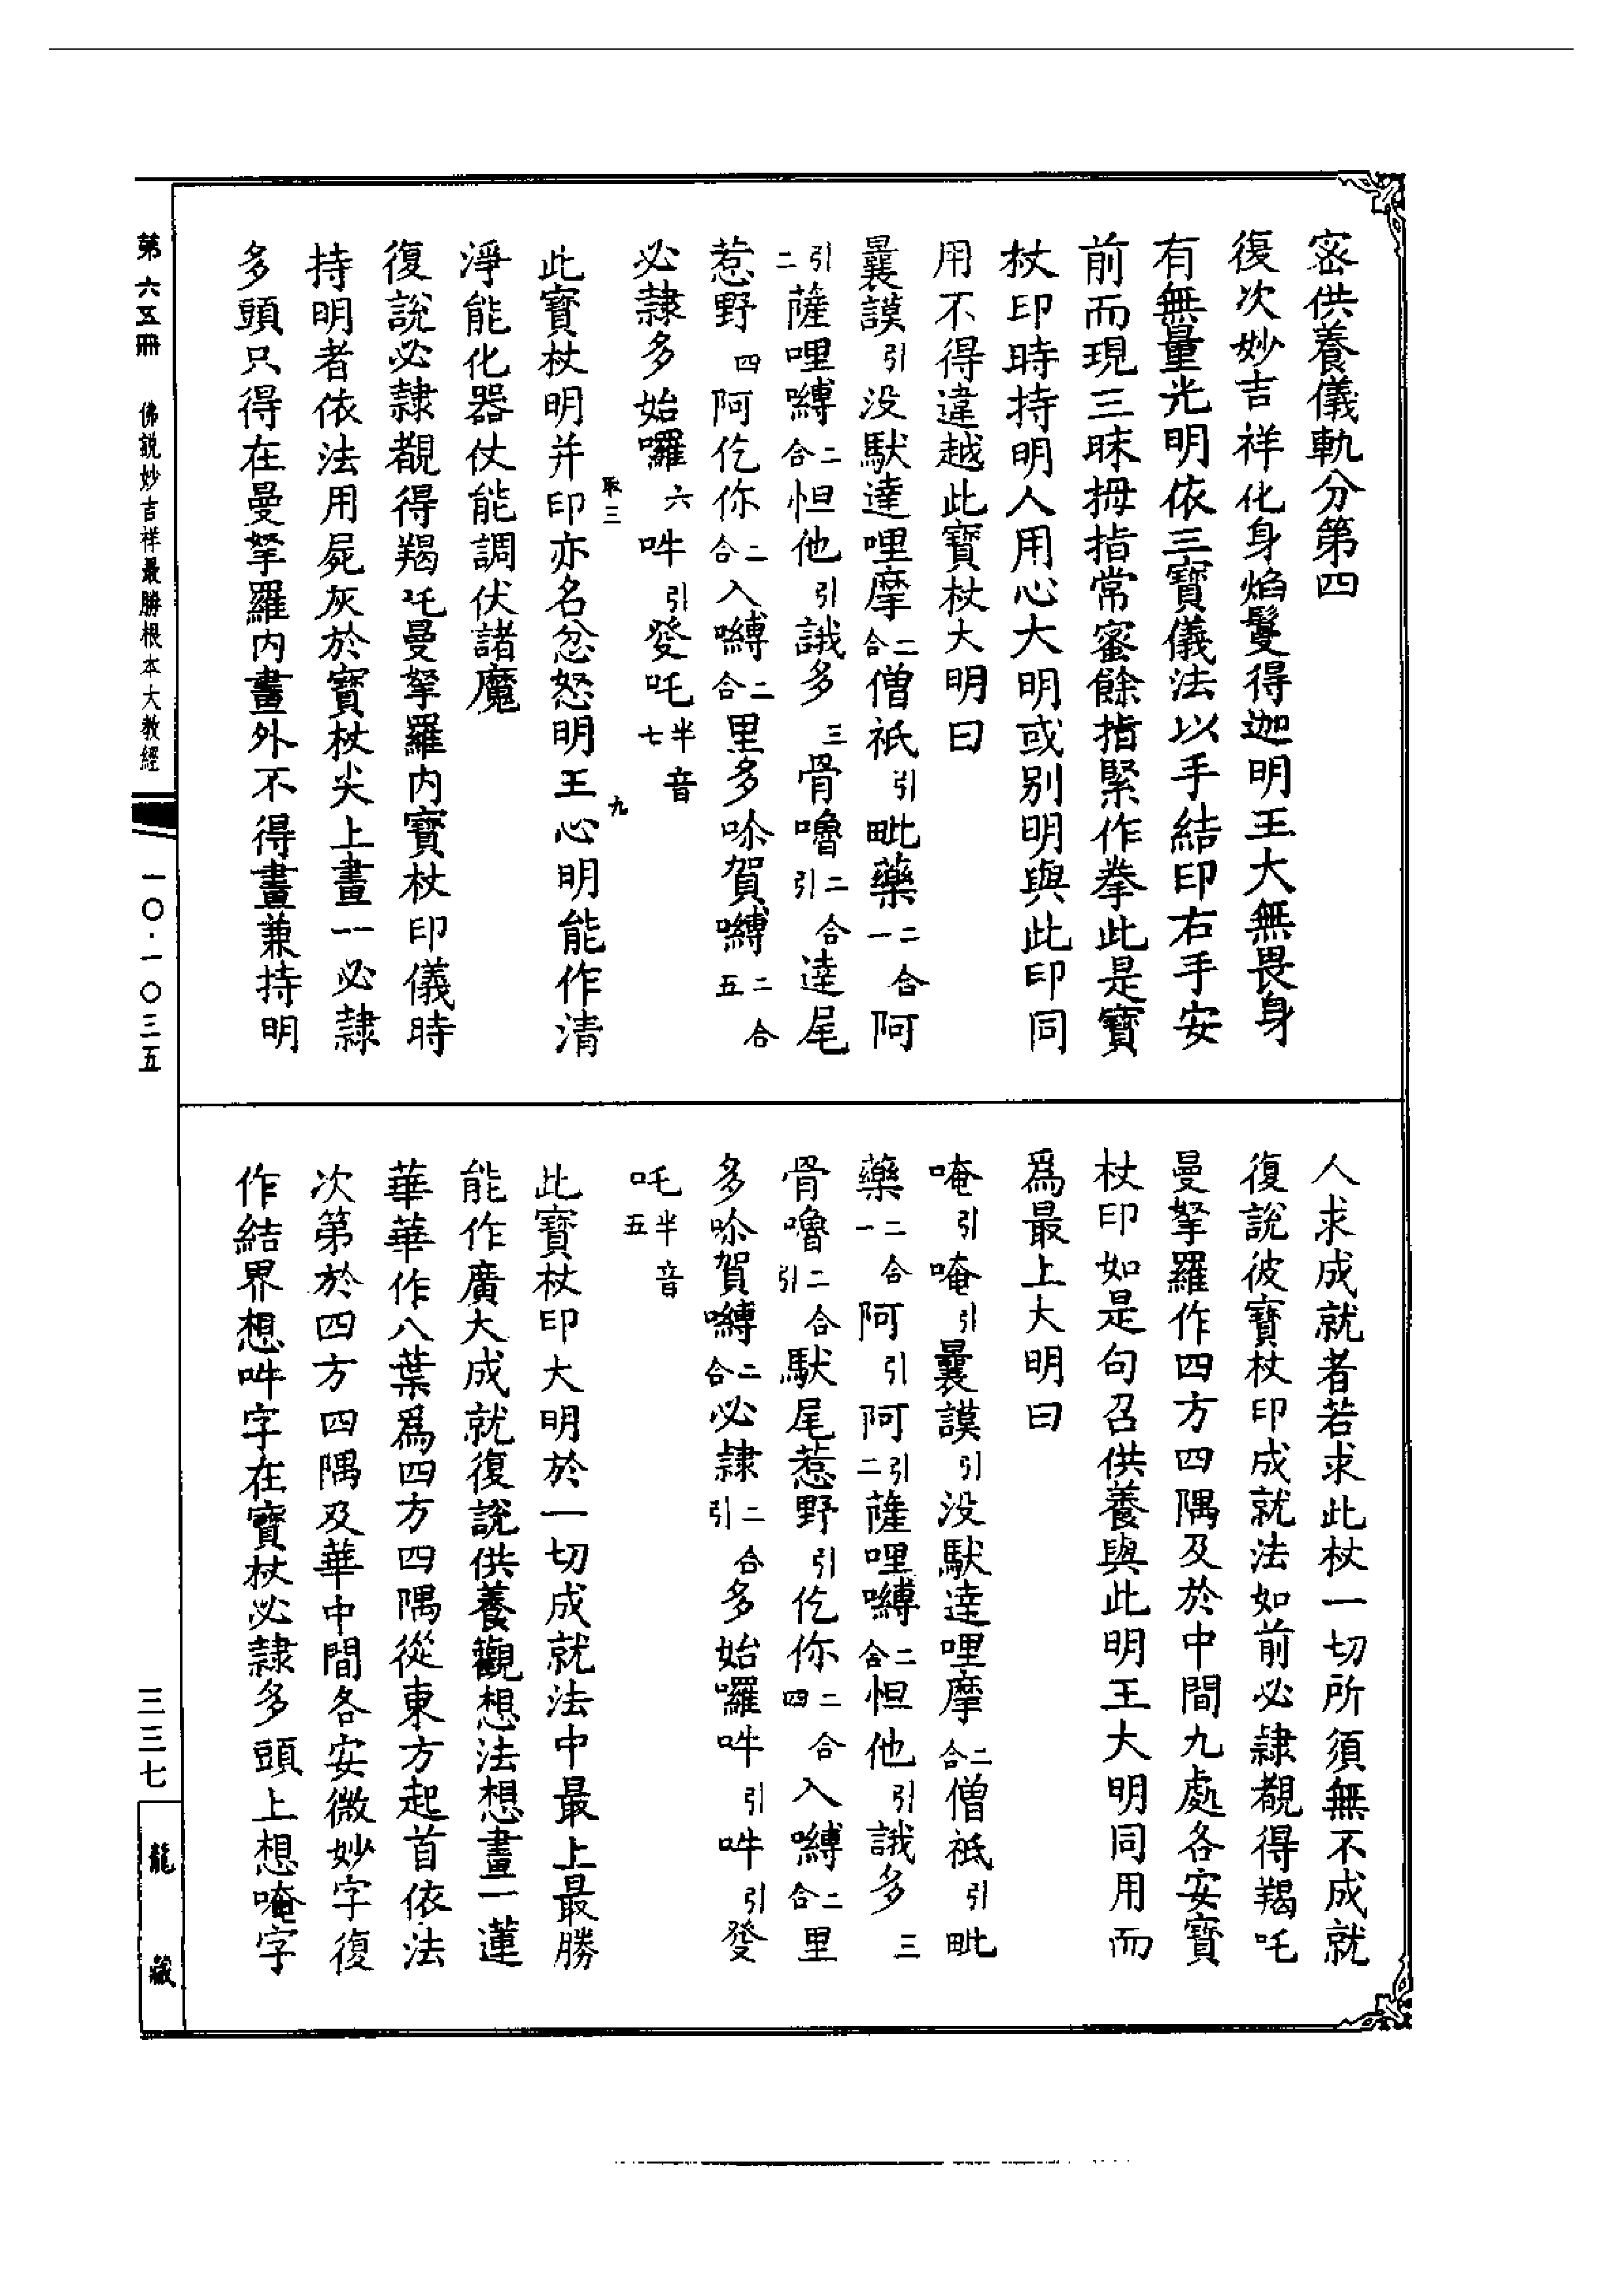 密供養儀軌分第四
復次妙吉祥化身焰鬘得迦明王大無畏身
有無量光明依三寶儀法以手結印右手安
前而現三昧拇指常蜜餘指緊作拳此是寶
杖印時持明人用心大明或別明與此印同
用不得違越此寶杖大明曰
曩謨引没馱達哩摩二合僧祇引毗藥二合一阿
引二薩哩嚩二合怛他引誐多三骨嚕二合引達尾
惹野四阿仡你二合入嚩二合里多㖿賀嚩二合五
必隷多始囉六吽引發吒半音七
此寶杖明并印亦名忿怒明王心明能作清
淨能化器仗能調伏諸魔
復說必隷覩得羯吒曼拏羅内寶杖印儀時
持明者依法用屍灰於寶杖尖上畫一必隷
多頭只得在曼拏羅内畫外不得畫兼持明
取三
九
人求成就者若求此杖一切所須無不成就
復說彼寶杖印成就法如前必隷覩得羯吒
曼拏羅作四方四隅及於中間九處各安寶
杖印如是句召供養與此明王大明同用而
爲最上大明曰
唵引唵引曩謨引没馱達哩摩二合僧祇引毗
藥二合一阿引阿引二薩哩嚩二合怛他引誐多三
骨嚕二合引馱尾惹野引仡你二合四入嚩二合里
多㖿賀嚩二合必隷二合引多始囉吽引吽引發
吒半音五
此寶杖印大明於一切成就法中最上最勝
能作廣大成就復說供養觀想法想畫一蓮
華華作八葉爲四方四隅從東方起首依法
次第於四方四隅及華中間各安微妙字復
作結界想吽字在寶杖必隷多頭上想唵字
第六五冊 佛說妙吉祥最勝根本大教經 一〇·一〇三五
三三七
龍藏